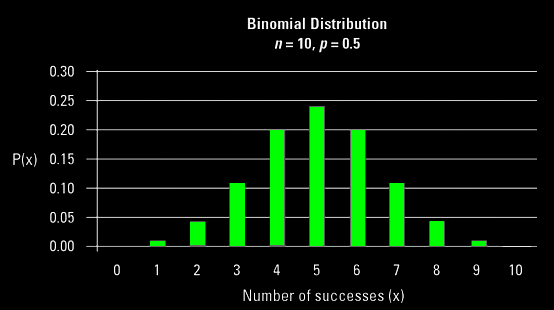 Binomial Distribution
n = 10, p = 0.5
0.30
0.25
0.20
P(x) 0.15
0.10
0.05
0.00
0 1 2 3 4 5 6 7 8 9 10
Number of successes (x)